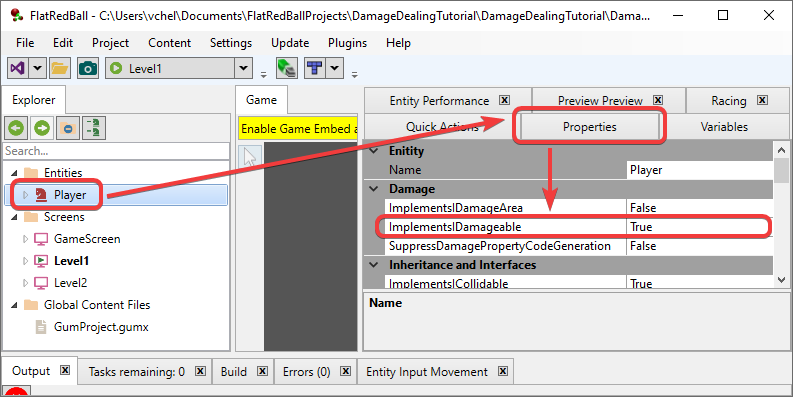 FlatRedBall - C:\Users\vchel\Documents\FlatRedBallProjects\DamageDealingTutorial\DamageDealingTutorial\Dama...
File Edit Project Content Settings Update Plugins Help
Level1
Explorer
Search...
Entities
Player
Screens
GameScreen
Level1
Level2
Global Content Files
GumProject.gumx
Game
Enable Game Embed a
Entity Performance Preview Preview Racing
Quick Actions Properties Variables
Enitity
Name Player
Damage
ImplementsIDamageArea False
ImplementsIDamageable True
SuppressDamagePropertyCodeGeneration False
Inheritance and Interfaces
ImplementsICollidable True
Name
Output Tasks remaining: 0 Build Errors (0) Entity Input Movement